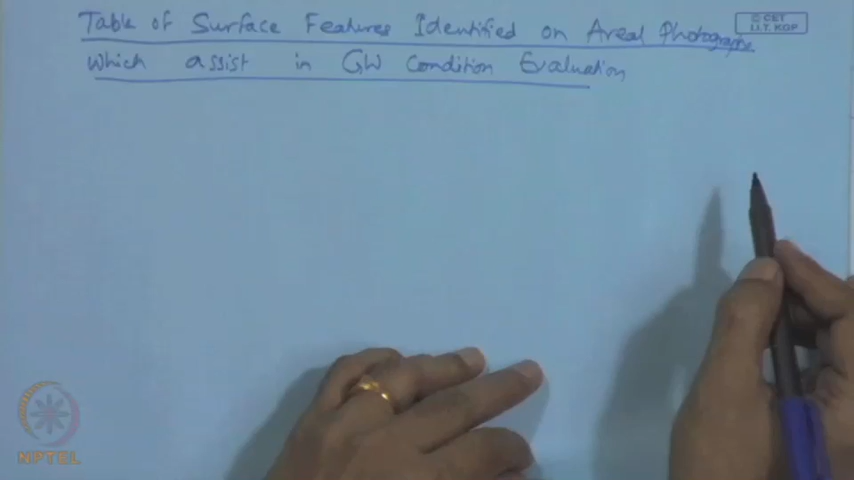 Table of Surface Features Identified on Areal Photographs
which assist in GW Condition Evaluation
© CET
I.I.T. KGP
NPTEL